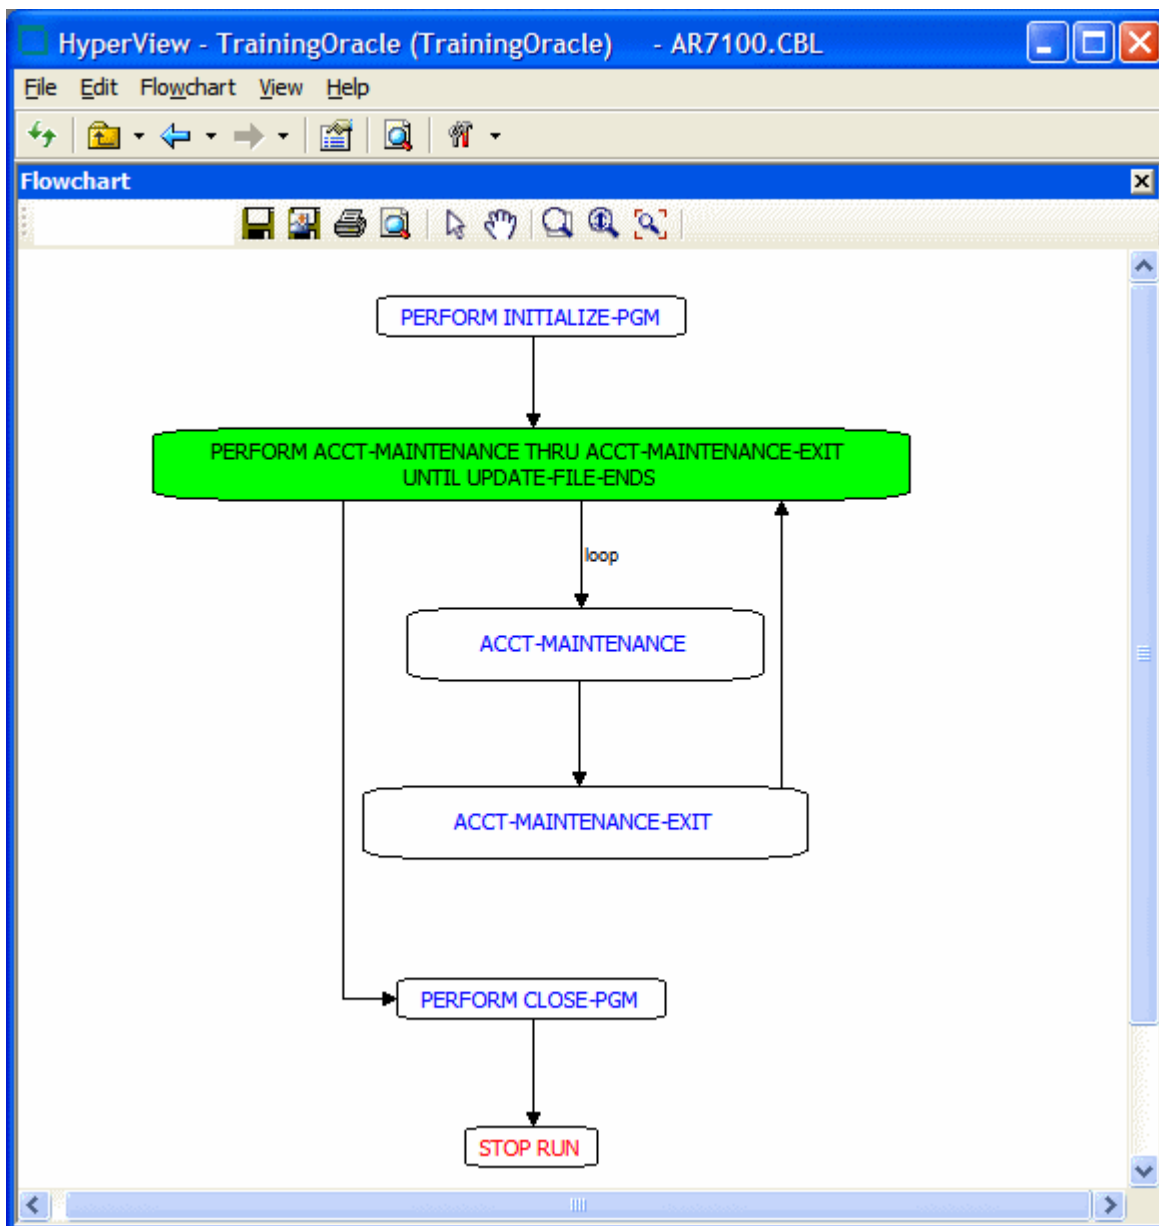 HyperView - TrainingOracle (TrainingOracle) - AR7100.CBL
File Edit Flowchart View Help
Flowchart
PERFORM INITIALIZE-PGM
PERFORM ACCT-MAINTENANCE THRU ACCT-MAINTENANCE-EXIT
UNTIL UPDATE-FILE-ENDS
loop
ACCT-MAINTENANCE
ACCT-MAINTENANCE-EXIT
PERFORM CLOSE-PGM
STOP RUN